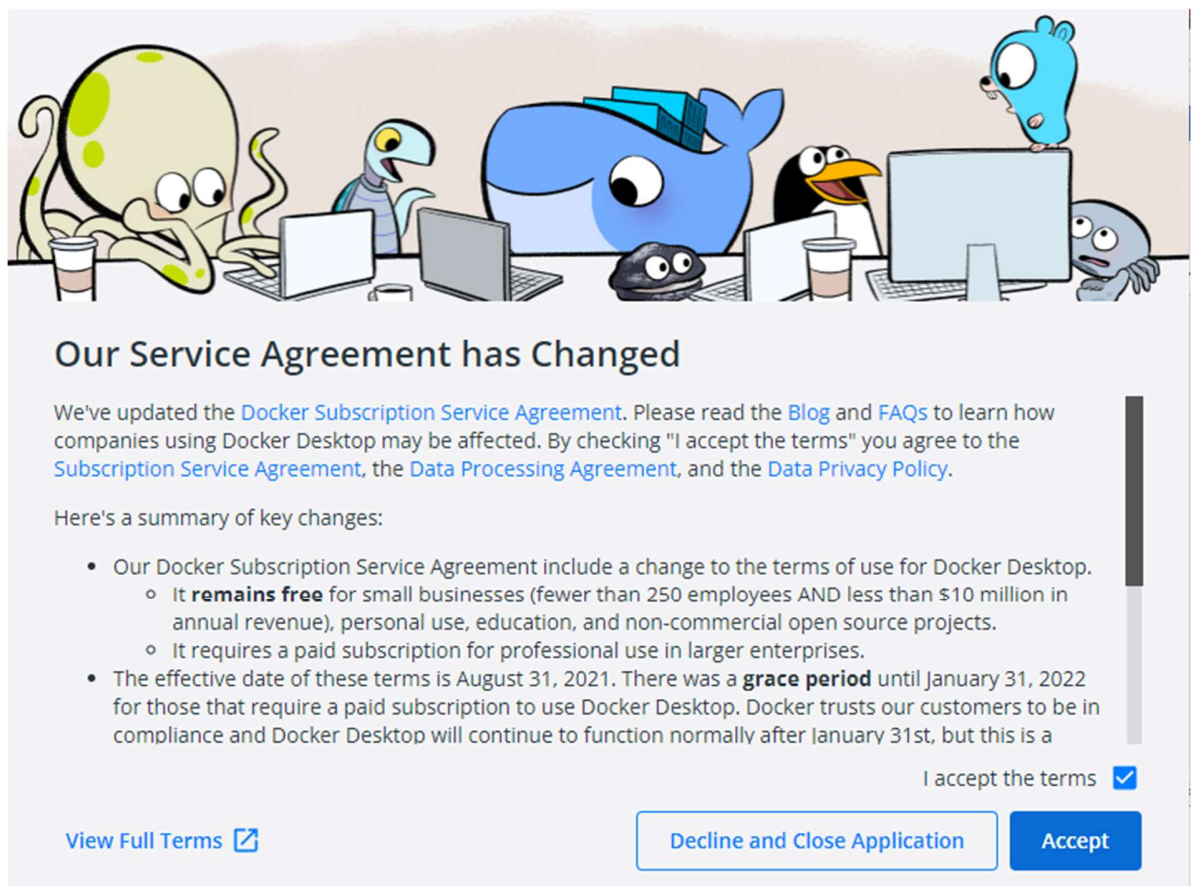 Our Service Agreement has Changed
We've updated the Docker Subscription Service Agreement. Please read the Blog and FAQs to learn how
companies using Docker Desktop may be affected. By checking "I accept the terms" you agree to the
Subscription Service Agreement, the Data Processing Agreement, and the Data Privacy Policy.
Here's a summary of key changes:
• Our Docker Subscription Service Agreement include a change to the terms of use for Docker Desktop.
◦ It remains free for small businesses (fewer than 250 employees AND less than $10 million in
annual revenue), personal use, education, and non-commercial open source projects.
◦ It requires a paid subscription for professional use in larger enterprises.
• The effective date of these terms is August 31, 2021. There was a grace period until January 31, 2022
for those that require a paid subscription to use Docker Desktop. Docker trusts our customers to be in
compliance and Docker Desktop will continue to function normally after January 31st, but this is a
I accept the terms
View Full Terms
Decline and Close Application
Accept